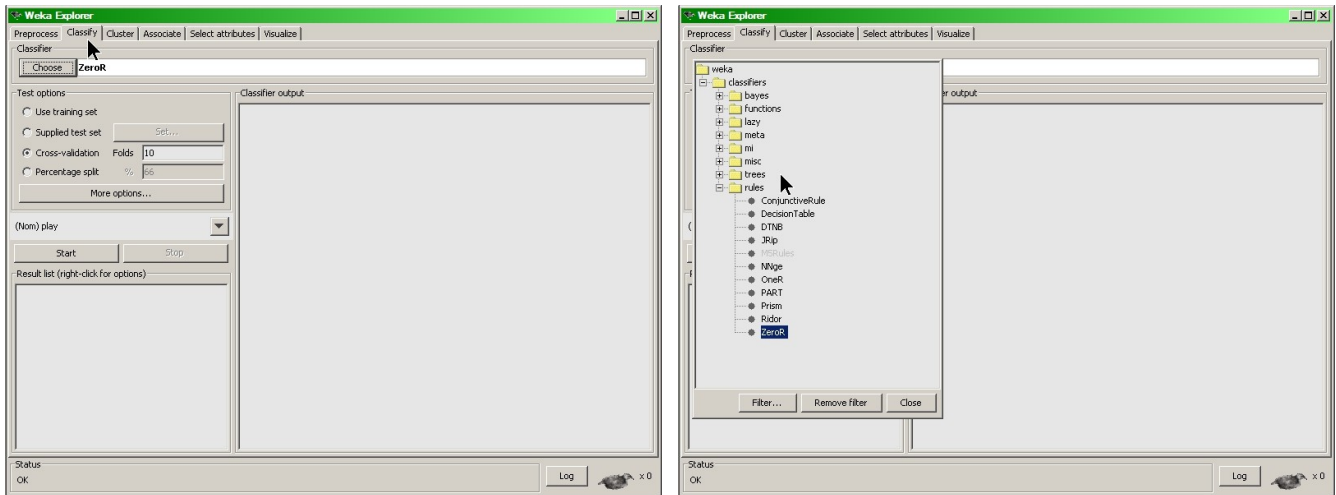 Weka Explorer
Preprocess Classify Cluster Associate Select attributes Visualize
Classifier
Choose ZeroR
Test options
Use training set
Supplied test set Set...
Cross-validation Folds 10
Percentage split % 66
More options...
(Nom) play
Start Stop
Result list (right-click for options)
Classifier output
Status
OK
Log x 0
Weka Explorer
Preprocess Classify Cluster Associate Select attributes Visualize
Classifier
weka
classifiers
bayes
functions
lazy
meta
mi
misc
trees
rules
ConjunctiveRule
DecisionTable
DTNB
JRip
M5Rules
NNge
OneR
PART
Prism
Ridor
ZeroR
Filter... Remove filter Close
er output
Status
OK
Log x 0